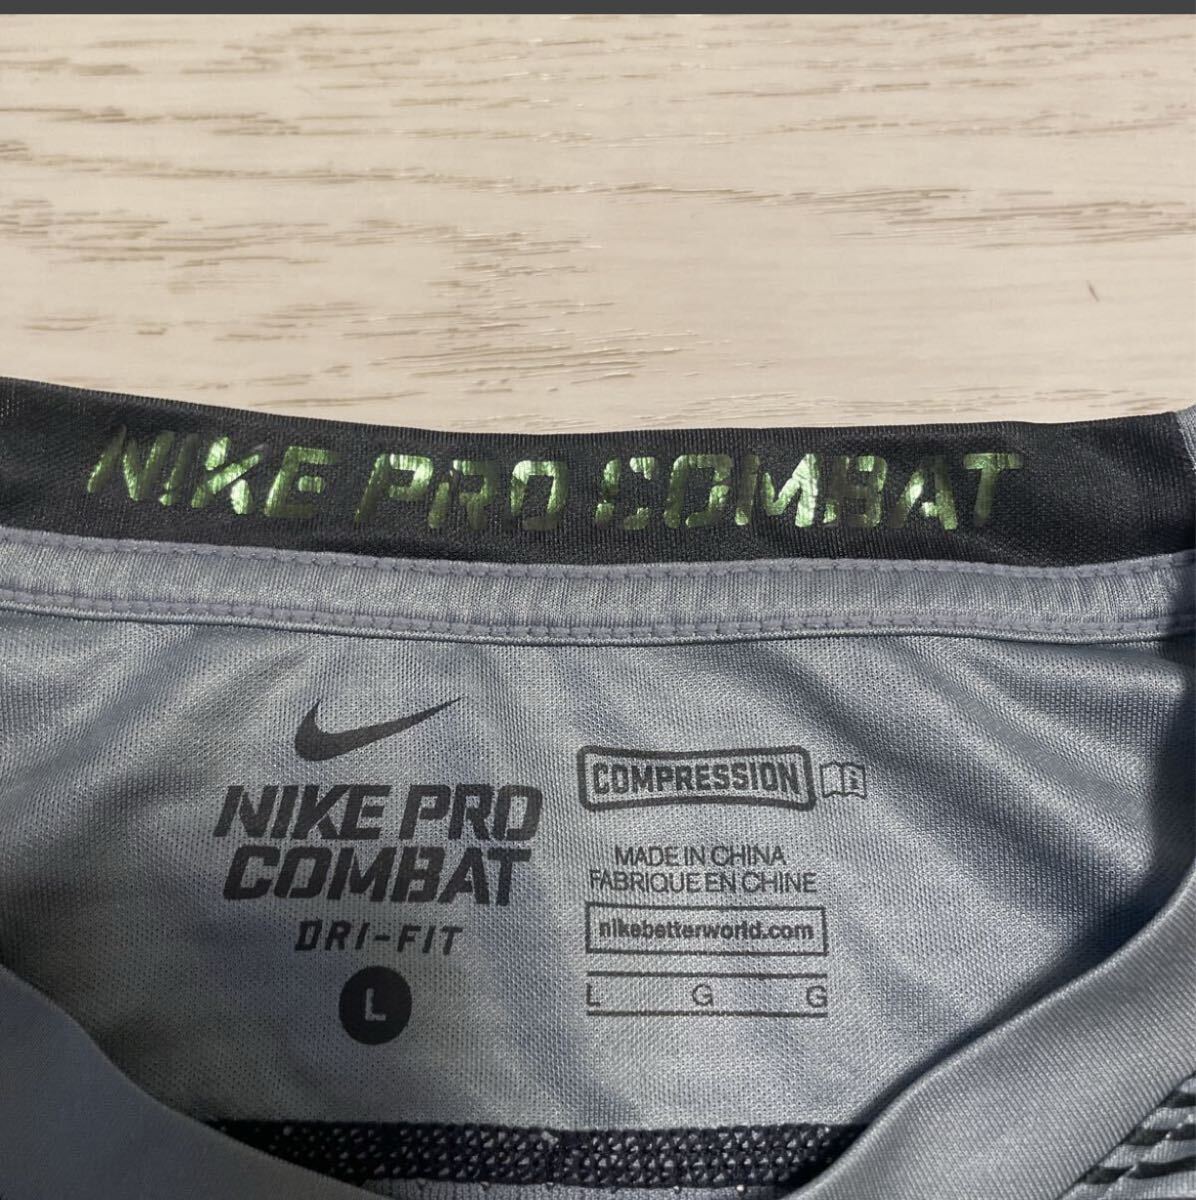 NIKE PRO COMBAT
NIKE PRO
COMBAT
DRI-FIT
L
COMPRESSION
MADE IN CHINA
FABRIQUE EN CHINE
nikebetterworld.com
L G G